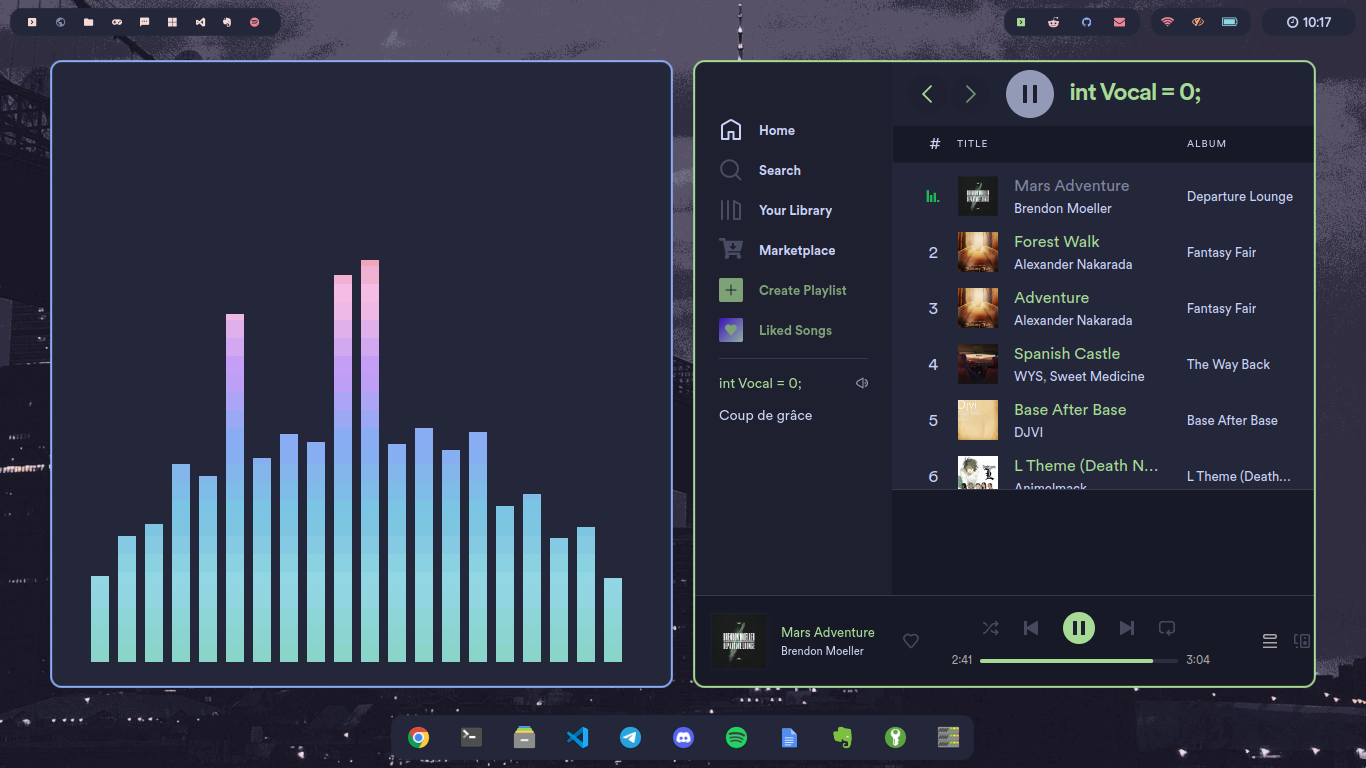 10:17
Home
Search
Your Library
Marketplace
Create Playlist
Liked Songs
int Vocal = 0;
Coup de grâce
int Vocal = 0;
# TITLE ALBUM
Mars Adventure
Brendon Moeller
Departure Lounge
2
Forest Walk
Alexander Nakarada
Fantasy Fair
3
Adventure
Alexander Nakarada
Fantasy Fair
4
Spanish Castle
WYS, Sweet Medicine
The Way Back
5
Base After Base
DJVI
Base After Base
6
L Theme (Death N...
Animelmack
L Theme (Death...
Mars Adventure
Brendon Moeller
2:41
3:04